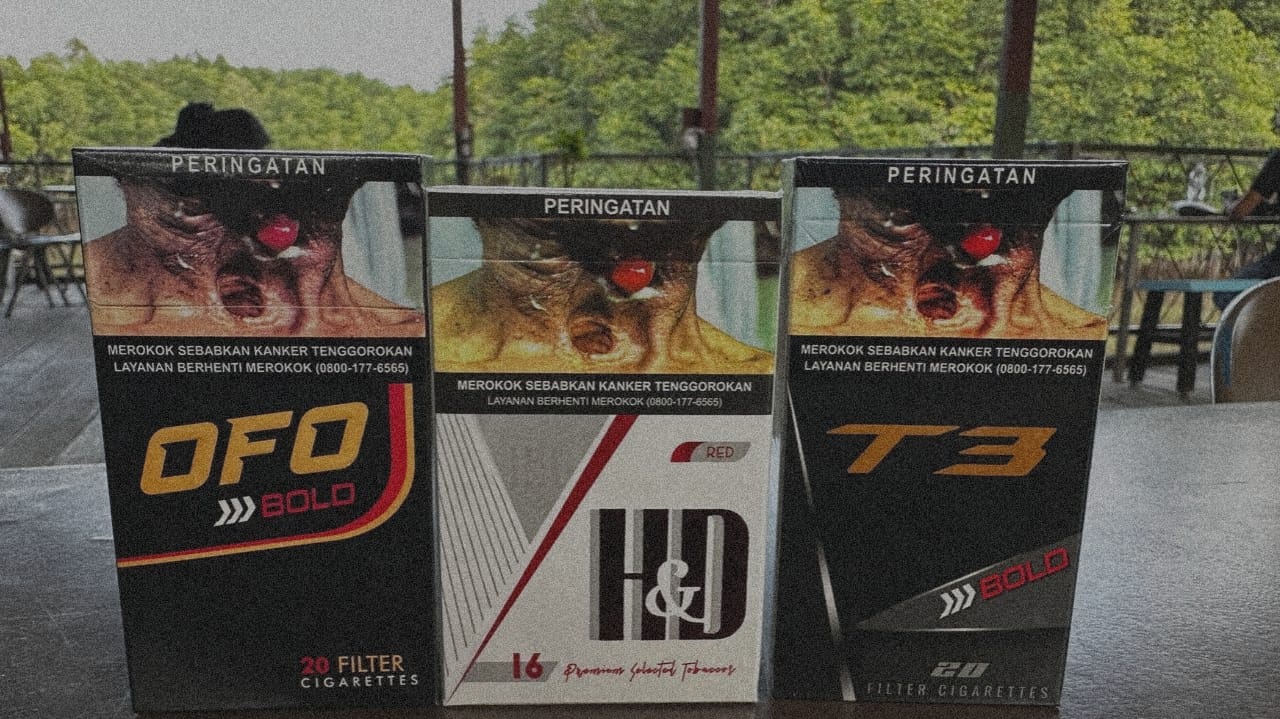 PERINGATAN
MEROKOK SEBABKAN KANKER TENGGOROKAN
LAYANAN BERHENTI MEROKOK (0800-177-6565)
OFO
BOLD
20 FILTER
CIGARETTES
PERINGATAN
MEROKOK SEBABKAN KANKER TENGGOROKAN
LAYANAN BERHENTI MEROKOK (0800-177-6565)
RED
H&D
16 Premium Selected Tobaccos
PERINGATAN
MEROKOK SEBABKAN KANKER TENGGOROKAN
LAYANAN BERHENTI MEROKOK (0800-177-6565)
T3
BOLD
20
FILTER CIGARETTES